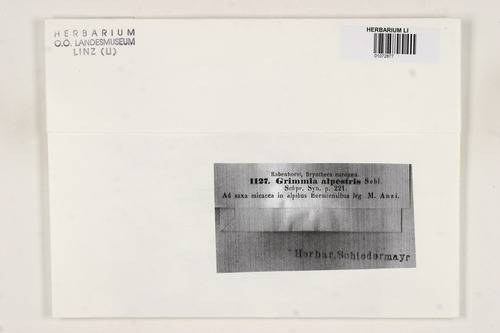 HERBARIUM
O.Ö. LANDESMUSEUM
LINZ (LI)
HERBARIUM LI
Rabenhorst, Bryotheca europaea.
1127. Grimmia alpestris Schl.
Schpr. Syn. p. 221.
Ad saxa micacea in alpibus Bormiensibus leg M. Anzi.
Herbar. Schiedermayr